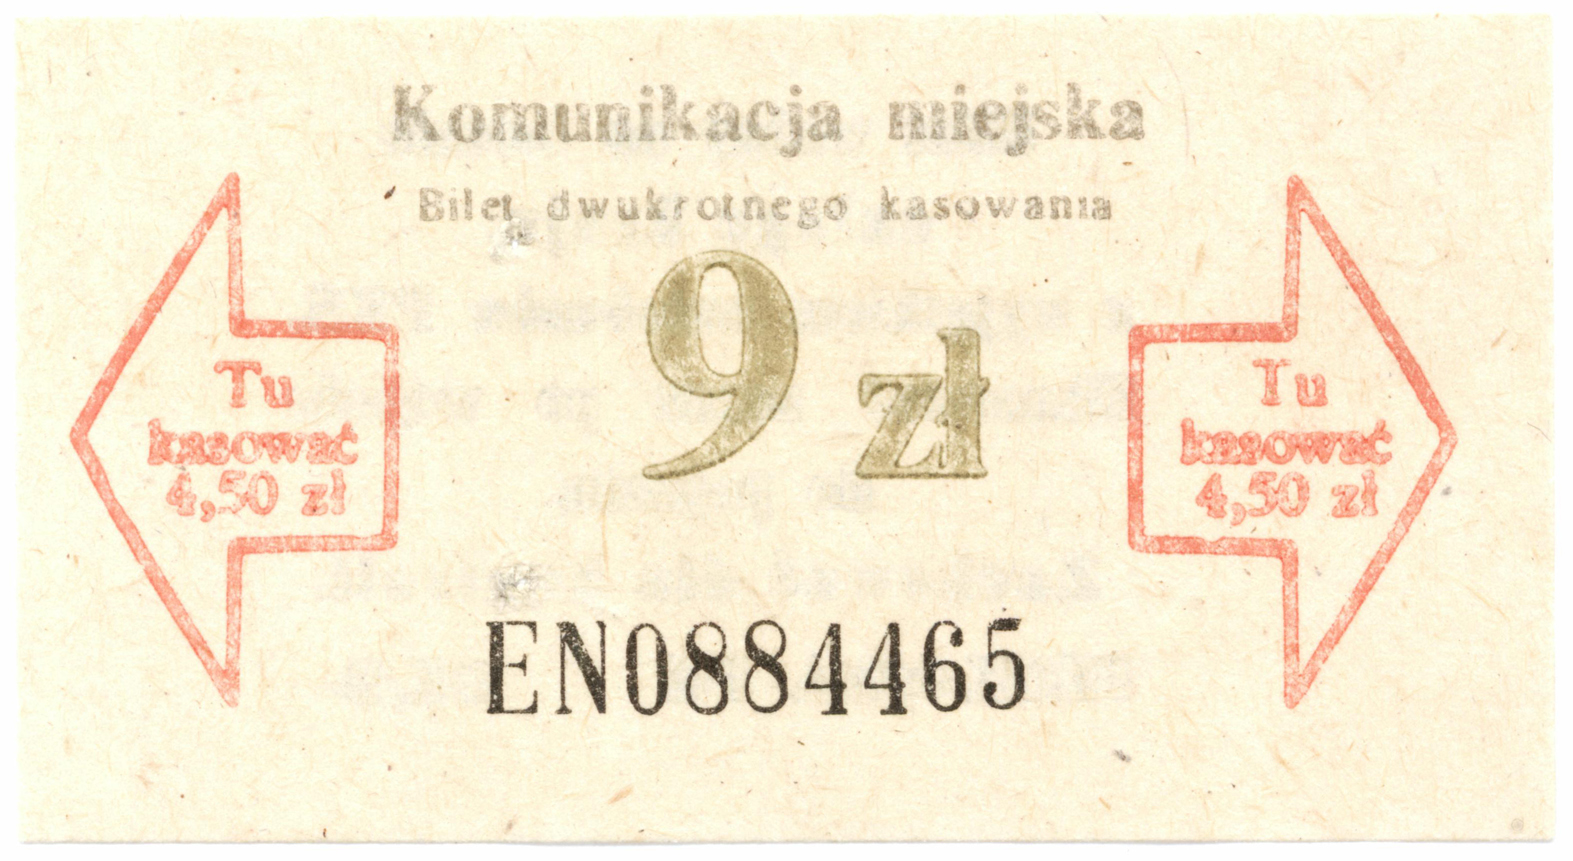 Komunikacja miejska
Bilet dwukrotnego kasowania
9 zł
Tu
kasować
4,50 zł
Tu
kasować
4,50 zł
EN0884465